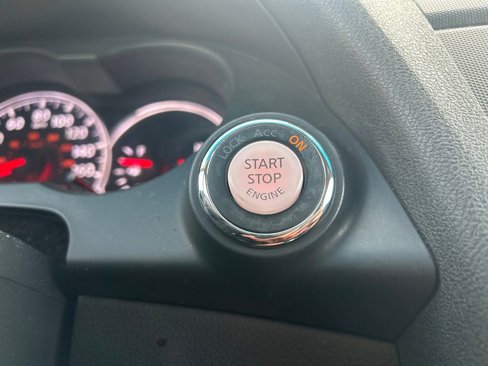 LOCK ACC ON
START
STOP
ENGINE